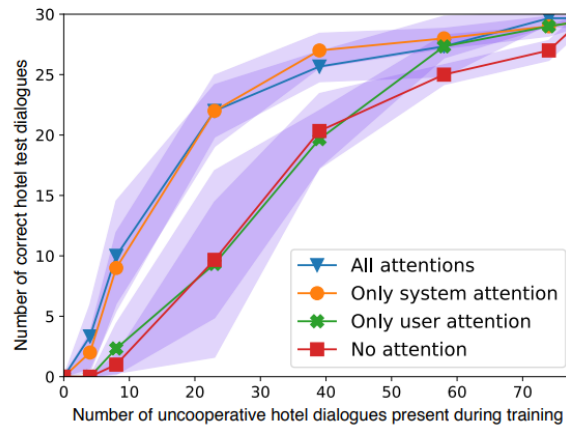 Number of correct hotel test dialogues
30
25
20
15
10
5
0
All attentions
Only system attention
Only user attention
No attention
0 10 20 30 40 50 60 70
Number of uncooperative hotel dialogues present during training